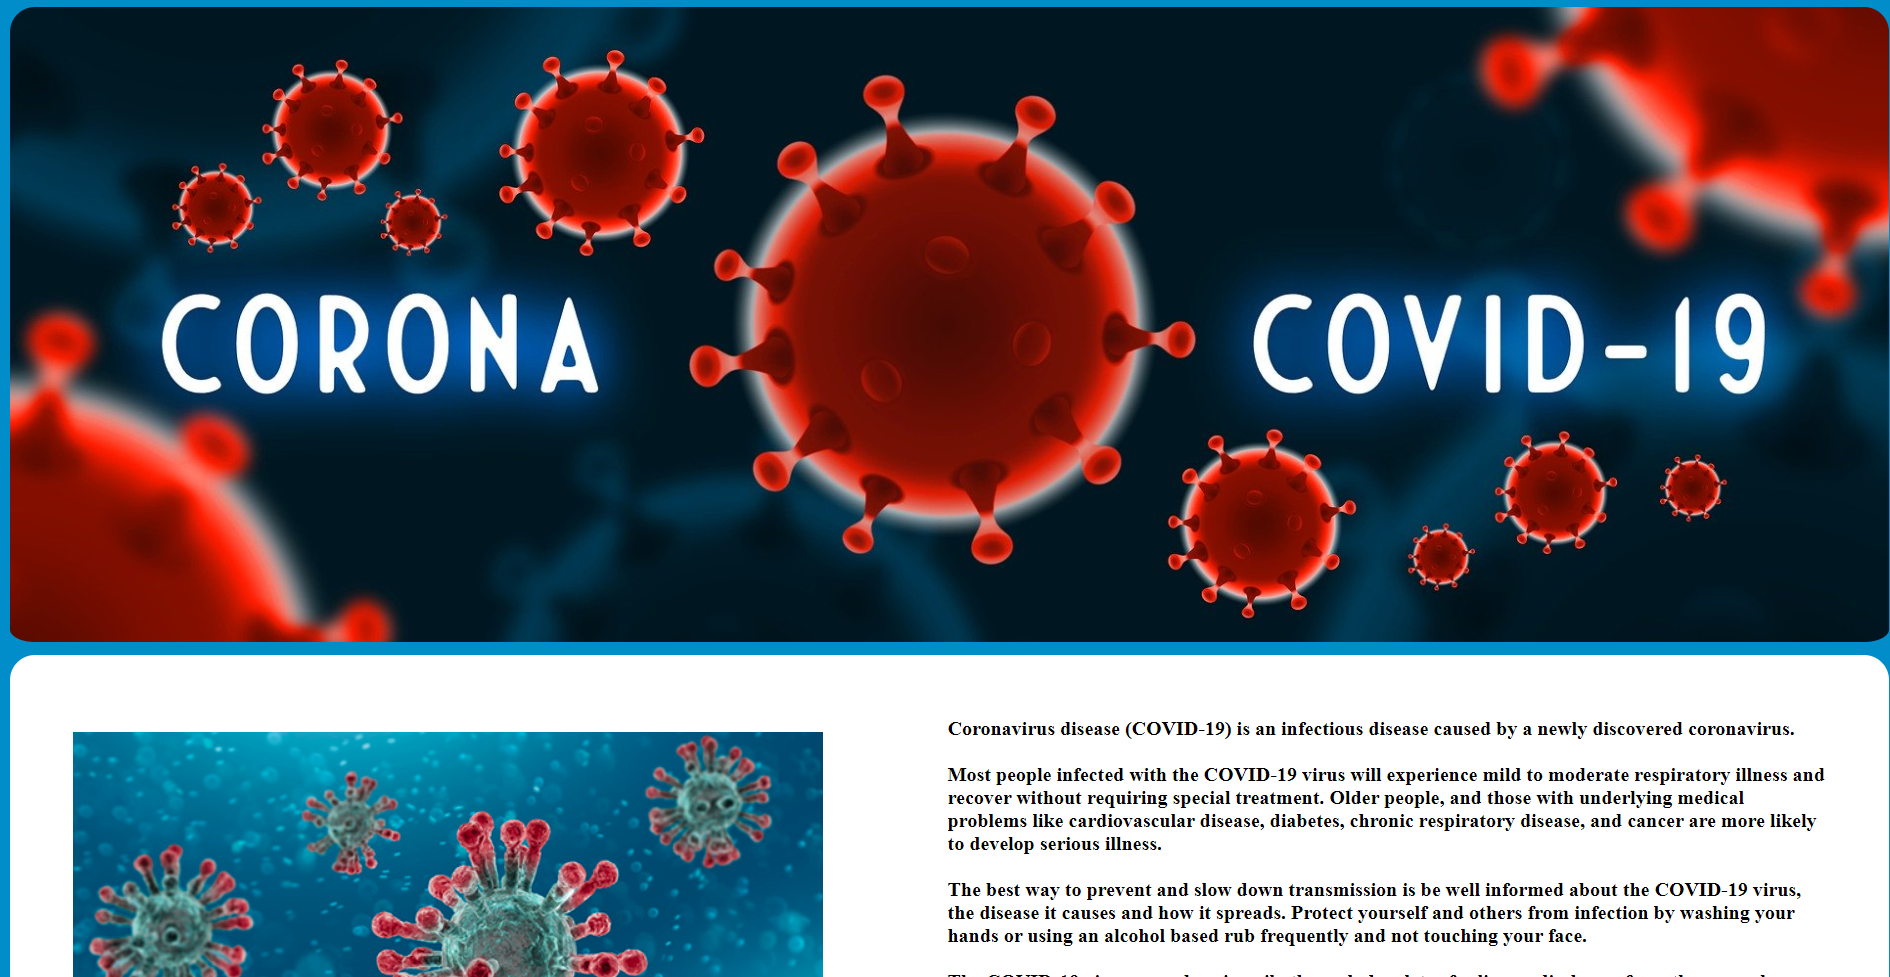 CORONA
COVID-19
Coronavirus disease (COVID-19) is an infectious disease caused by a newly discovered coronavirus.
Most people infected with the COVID-19 virus will experience mild to moderate respiratory illness and
recover without requiring special treatment. Older people, and those with underlying medical
problems like cardiovascular disease, diabetes, chronic respiratory disease, and cancer are more likely
to develop serious illness.
The best way to prevent and slow down transmission is be well informed about the COVID-19 virus,
the disease it causes and how it spreads. Protect yourself and others from infection by washing your
hands or using an alcohol based rub frequently and not touching your face.